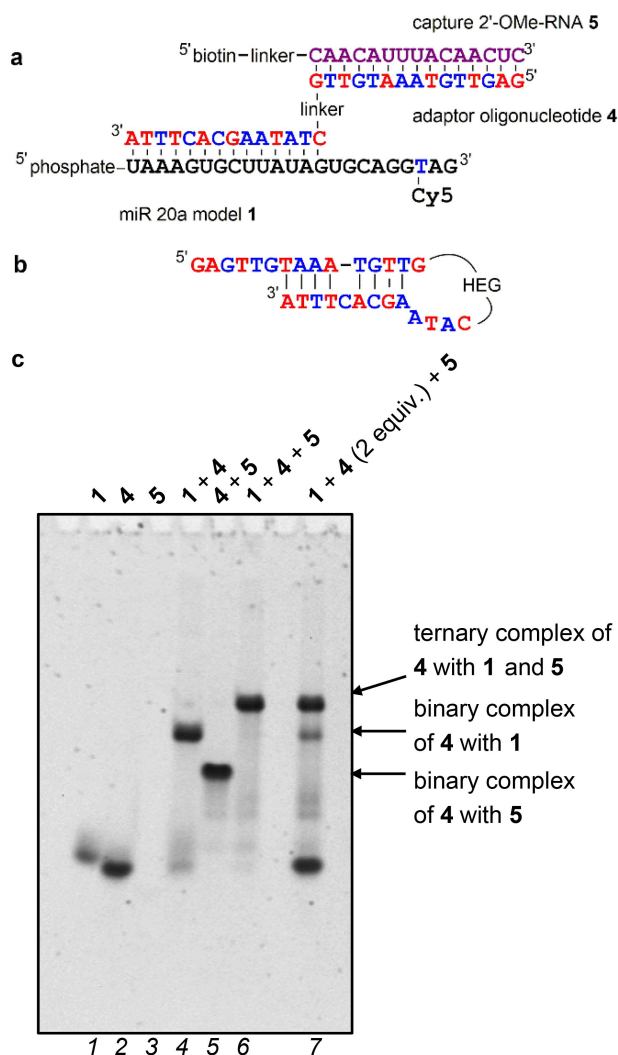 capture 2'-OMe-RNA 5
a
5' biotin–linker–CAACAUUUACAACUC3'
GTTGTAAATGTTGAG5'
linker
adaptor oligonucleotide 4
3' ATTTCACGAATATC
5' phosphate–UAAAGUGCUUAUAGUGCAGGTAG3'
Cy5
miR 20a model 1
b
5' GAGTTGTAAA–TGTTG
HEG
3' ATTTCACGAATAC
c
1 4 5 1 + 4 4 + 5 1 + 4 + 5 1 + 4 (2 equiv.) + 5
ternary complex of
4 with 1 and 5
binary complex
of 4 with 1
binary complex
of 4 with 5
1 2 3 4 5 6 7